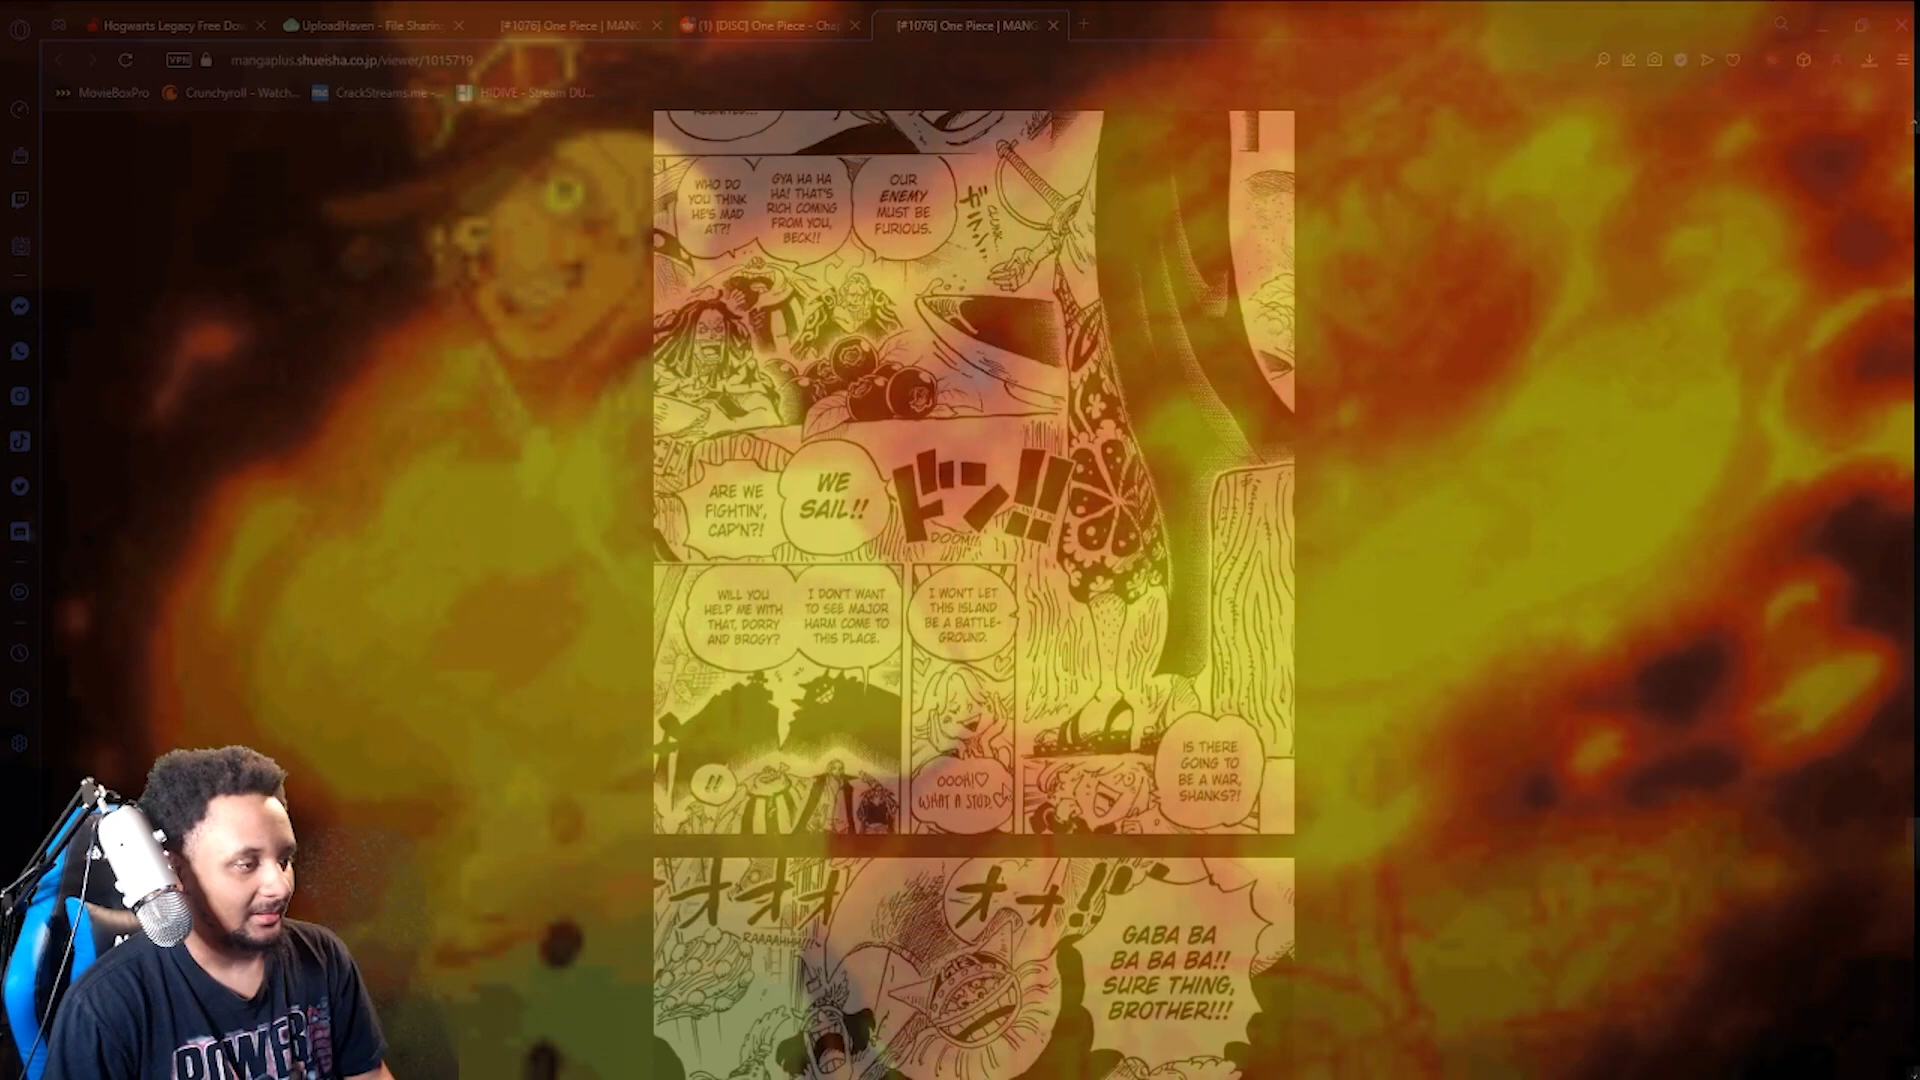 Hogwarts Legacy Free Do
UploadHaven - File Sharin
[#1076] One Piece | MANG
(1) [DISC] One Piece - Chap
[#1076] One Piece | MANG
VPN
mangaplus.shueisha.co.jp/viewer/1015719
MovieBoxPro
Crunchyroll - Watch...
CrackStreams.me -...
HIDIVE - Stream DU...
OUR
ENEMY
MUST BE
FURIOUS.
GYA HA HA
HA! THAT'S
RICH COMING
FROM YOU,
BECK!!
WHO DO
YOU THINK
HE'S MAD
AT?!
CLUNK...
WE
SAIL!!
ARE WE
FIGHTIN',
CAP'N?!
ドン!!
DOOM!!
IS THERE
GOING TO
BE A WAR,
SHANKS?!
I WON'T LET
THIS ISLAND
BE A BATTLE-
GROUND.
OOOH!♡
WHAT A STUD♡
I DON'T WANT
TO SEE MAJOR
HARM COME TO
THIS PLACE.
WILL YOU
HELP ME WITH
THAT, DORRY
AND BROGY?
!!
GABA BA
BA BA BA!!
SURE THING,
BROTHER!!!
オオオ
オォ!!
RAAAAHHH!!!
POWER